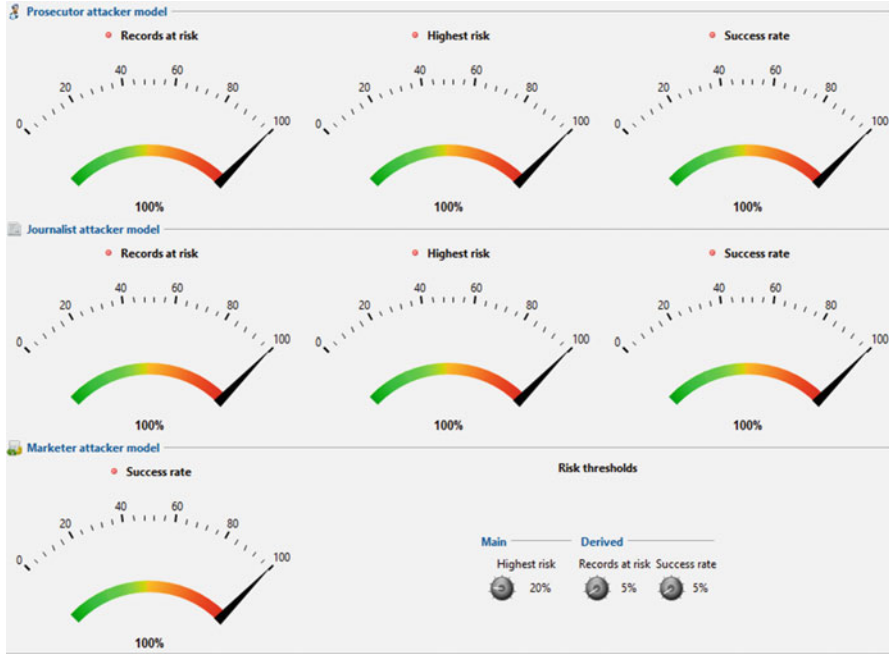 Prosecutor attacker model
Records at risk Highest risk Success rate
0 20 40 60 80 100 0 20 40 60 80 100 0 20 40 60 80 100
100% 100% 100%
Journalist attacker model
Records at risk Highest risk Success rate
0 20 40 60 80 100 0 20 40 60 80 100 0 20 40 60 80 100
100% 100% 100%
Marketer attacker model
Success rate Risk thresholds
0 20 40 60 80 100
Main Derived
Highest risk Records at risk Success rate
20% 5% 5%
100%